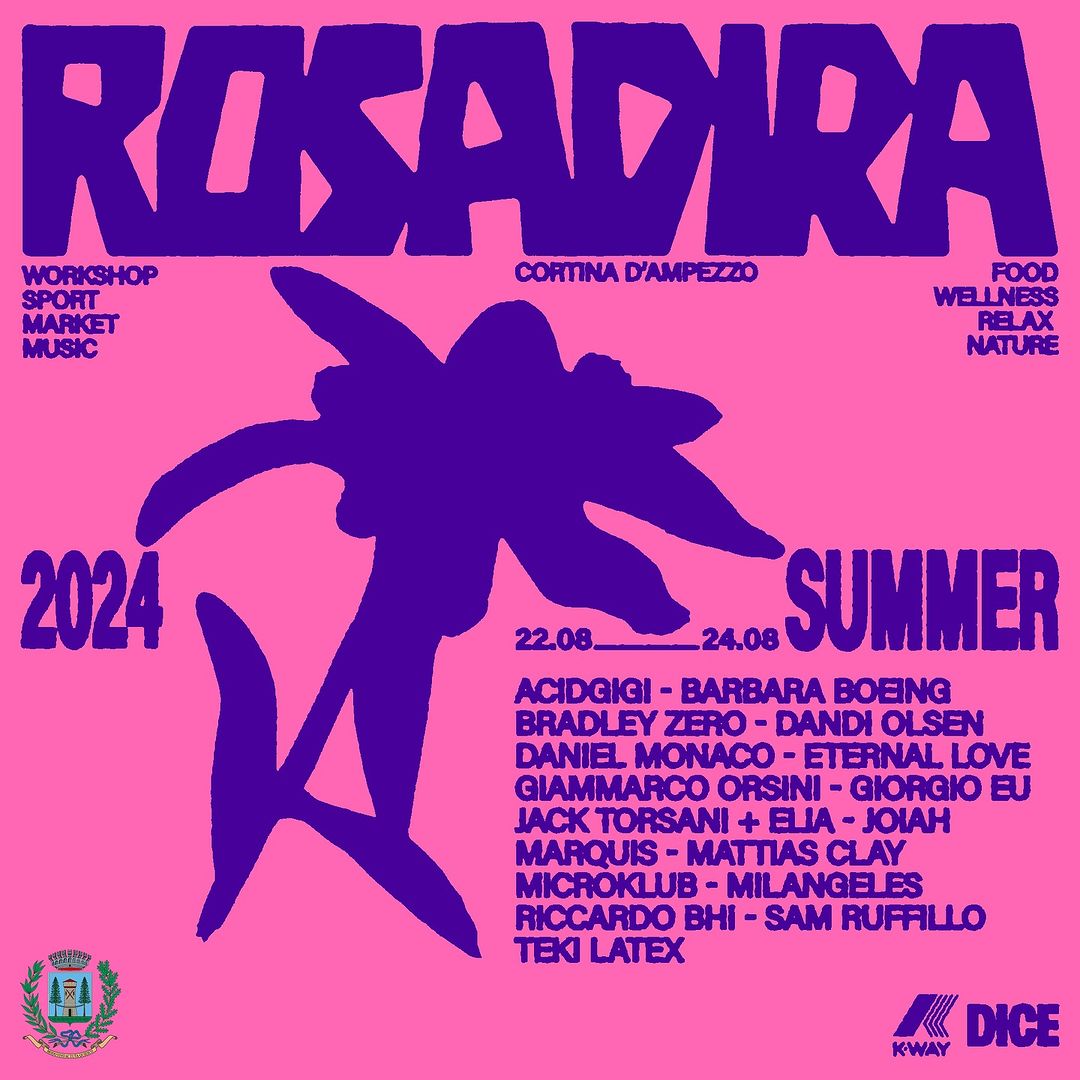 ROSADIRA
WORKSHOP
SPORT
MARKET
MUSIC
CORTINA D'AMPEZZO
FOOD
WELLNESS
RELAX
NATURE
2024
22.08 24.08
SUMMER
ACIDGIGI - BARBARA BOEING
BRADLEY ZERO - DANDI OLSEN
DANIEL MONACO - ETERNAL LOVE
GIAMMARCO ORSINI - GIORGIO EU
JACK TORSANI + ELIA - JOIAH
MARQUIS - MATTIAS CLAY
MICROKLUB - MILANGELES
RICCARDO BHI - SAM RUFFILLO
TEKI LATEX
K-WAY
DICE